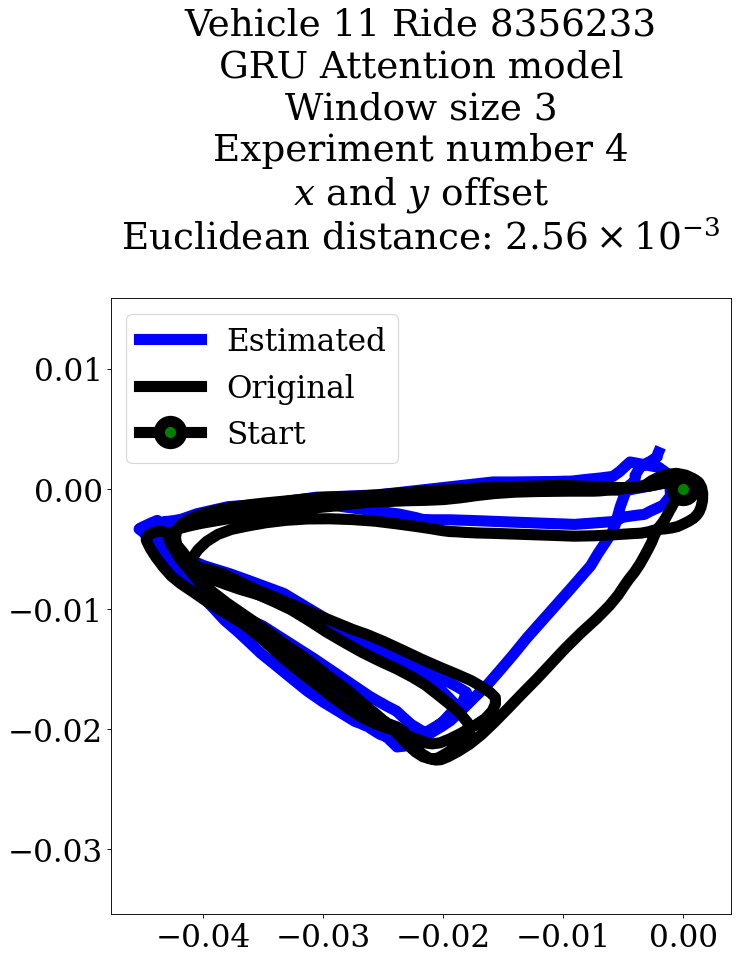 Vehicle 11 Ride 8356233
GRU Attention model
Window size 3
Experiment number 4
x and y offset
Euclidean distance: 2.56 × 10⁻³
Estimated
Original
Start
0.01
0.00
−0.01
−0.02
−0.03
−0.04
−0.03
−0.02
−0.01
0.00